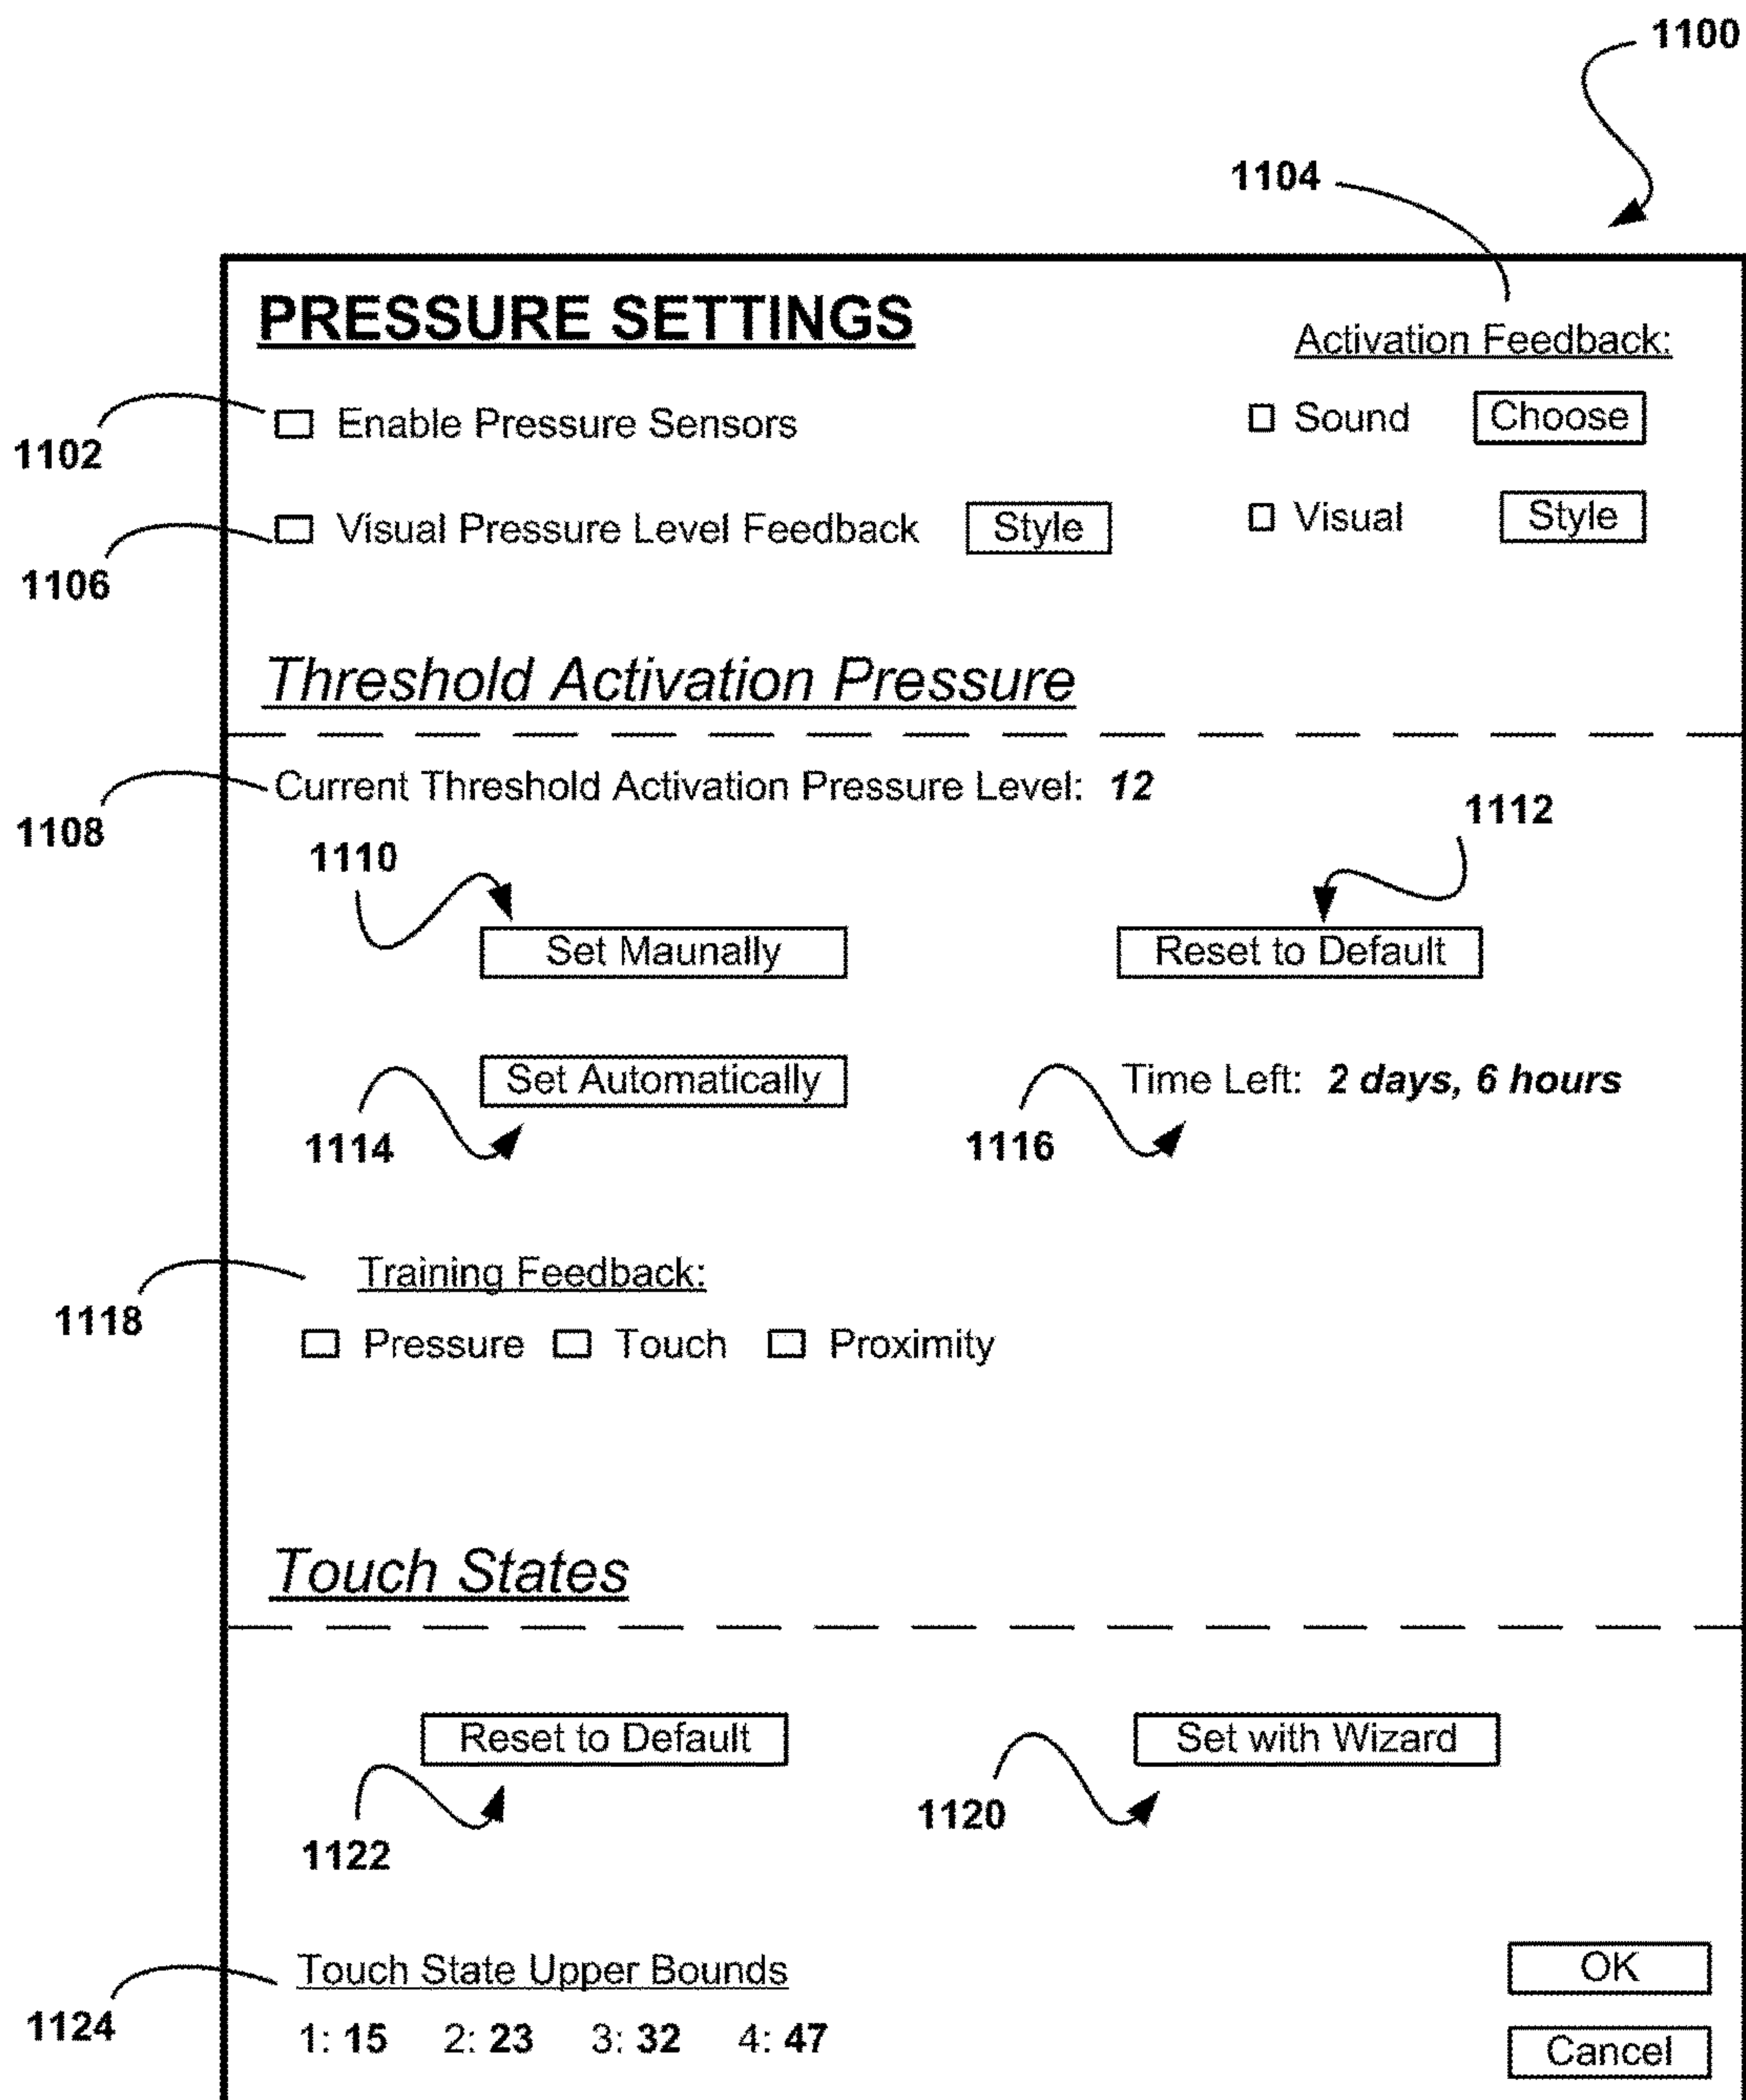 1100
1104
PRESSURE SETTINGS
Activation Feedback:
1102
Enable Pressure Sensors
Sound Choose
1106
Visual Pressure Level Feedback Style
Visual Style
Threshold Activation Pressure
1108
Current Threshold Activation Pressure Level: 12
1110
1112
Set Maunally
Reset to Default
Set Automatically
Time Left: 2 days, 6 hours
1114
1116
Training Feedback:
1118
Pressure Touch Proximity
Touch States
Reset to Default
Set with Wizard
1122
1120
Touch State Upper Bounds
OK
1124
1: 15 2: 23 3: 32 4: 47
Cancel